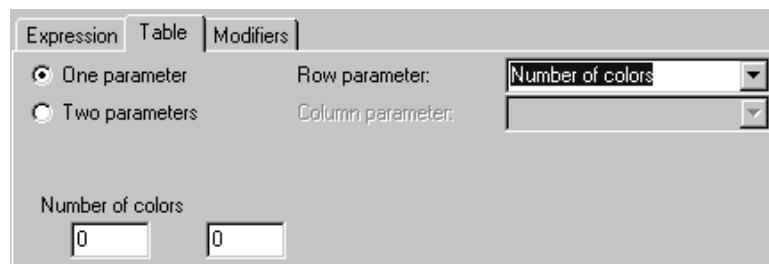 Expression Table Modifiers
One parameter Row parameter: Number of colors
Two parameters Column parameter:
Number of colors
0 0